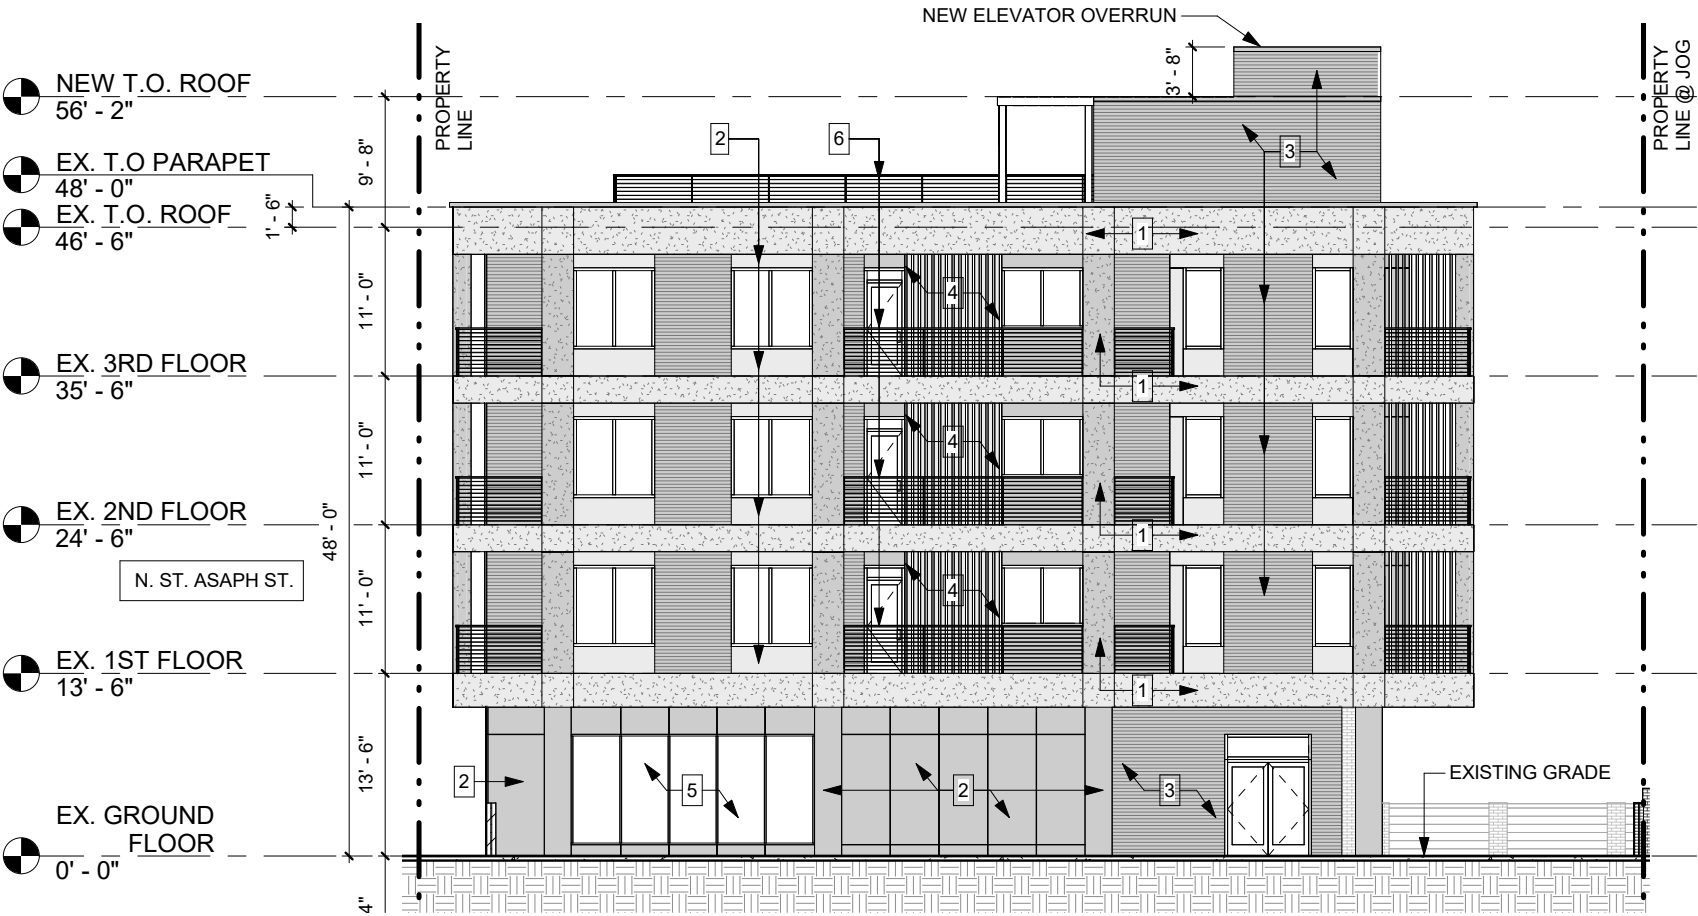 NEW ELEVATOR OVERRUN
NEW T.O. ROOF
56' - 2"
EX. T.O PARAPET
48' - 0"
EX. T.O. ROOF
46' - 6"
EX. 3RD FLOOR
35' - 6"
EX. 2ND FLOOR
24' - 6"
N. ST. ASAPH ST.
EX. 1ST FLOOR
13' - 6"
EX. GROUND
FLOOR
0' - 0"
1' - 6"
48' - 0"
9' - 8"
11' - 0"
11' - 0"
11' - 0"
13' - 6"
4"
PROPERTY
LINE
3' - 8"
PROPERTY
LINE @ JOG
2
6
3
1
4
1
4
1
4
1
2
5
2
3
EXISTING GRADE